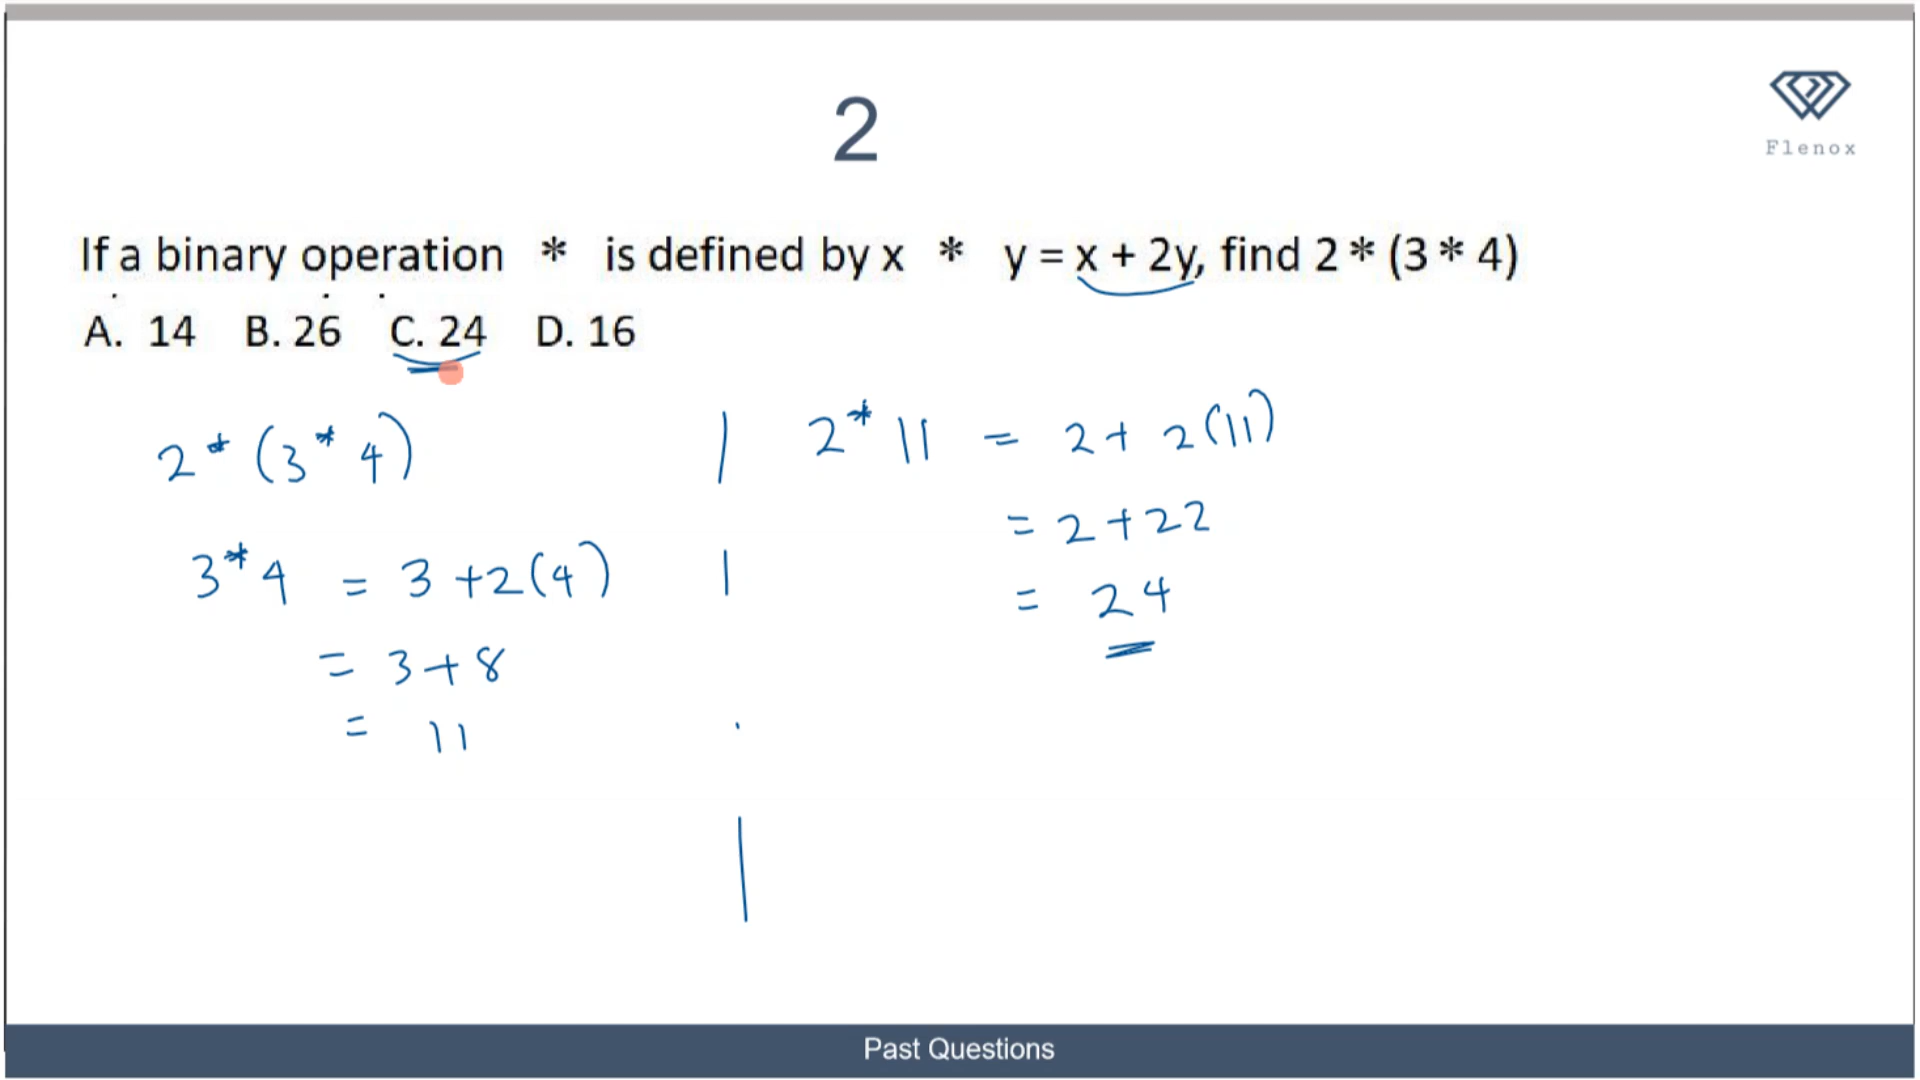 2
Flenox
If a binary operation * is defined by x * y = x + 2y, find 2 * (3 * 4)
A. 14 B. 26 C. 24 D. 16
2 * (3 * 4)
3 * 4 = 3 + 2(4)
= 3 + 8
= 11
2 * 11 = 2 + 2(11)
= 2 + 22
= 24
Past Questions